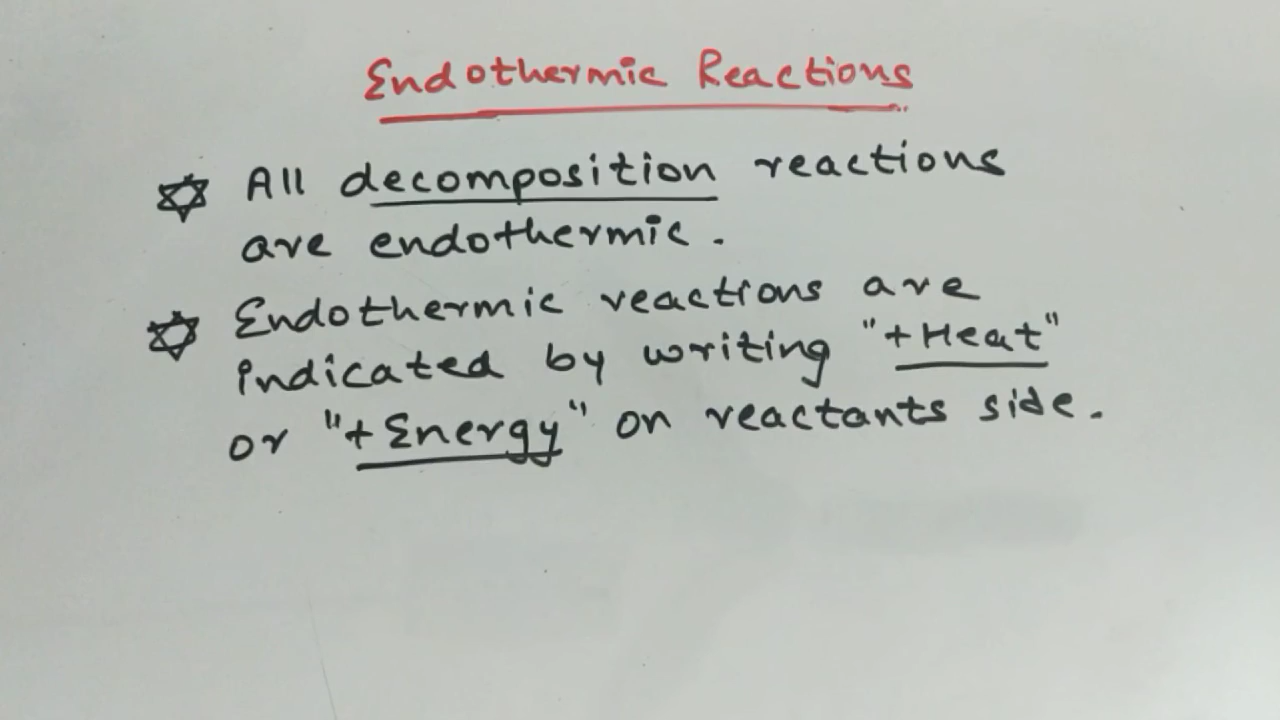 Endothermic Reactions
All decomposition reactions
are endothermic.
Endothermic reactions are
indicated by writing "+Heat"
or "+Energy" on reactants side.